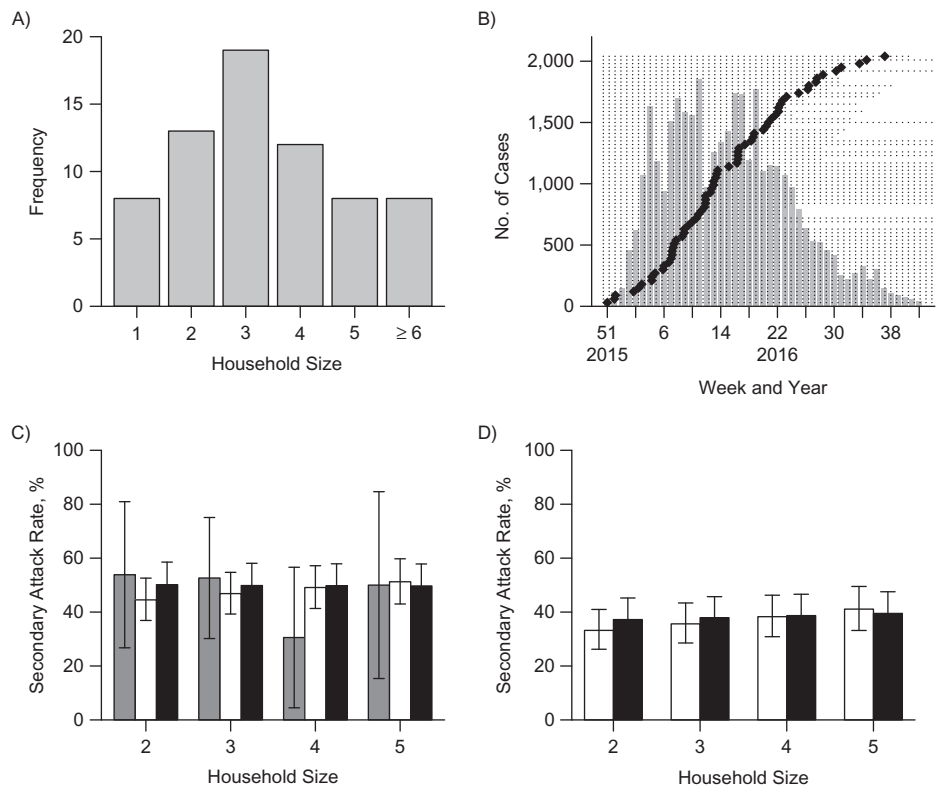 A)
20
15
10
5
0
Frequency
1 2 3 4 5 ≥ 6
Household Size
B)
2,000
1,500
1,000
500
0
No. of Cases
51 6 14 22 30 38
2015 2016
Week and Year
C)
100
80
60
40
20
0
Secondary Attack Rate, %
2 3 4 5
Household Size
D)
100
80
60
40
20
0
Secondary Attack Rate, %
2 3 4 5
Household Size